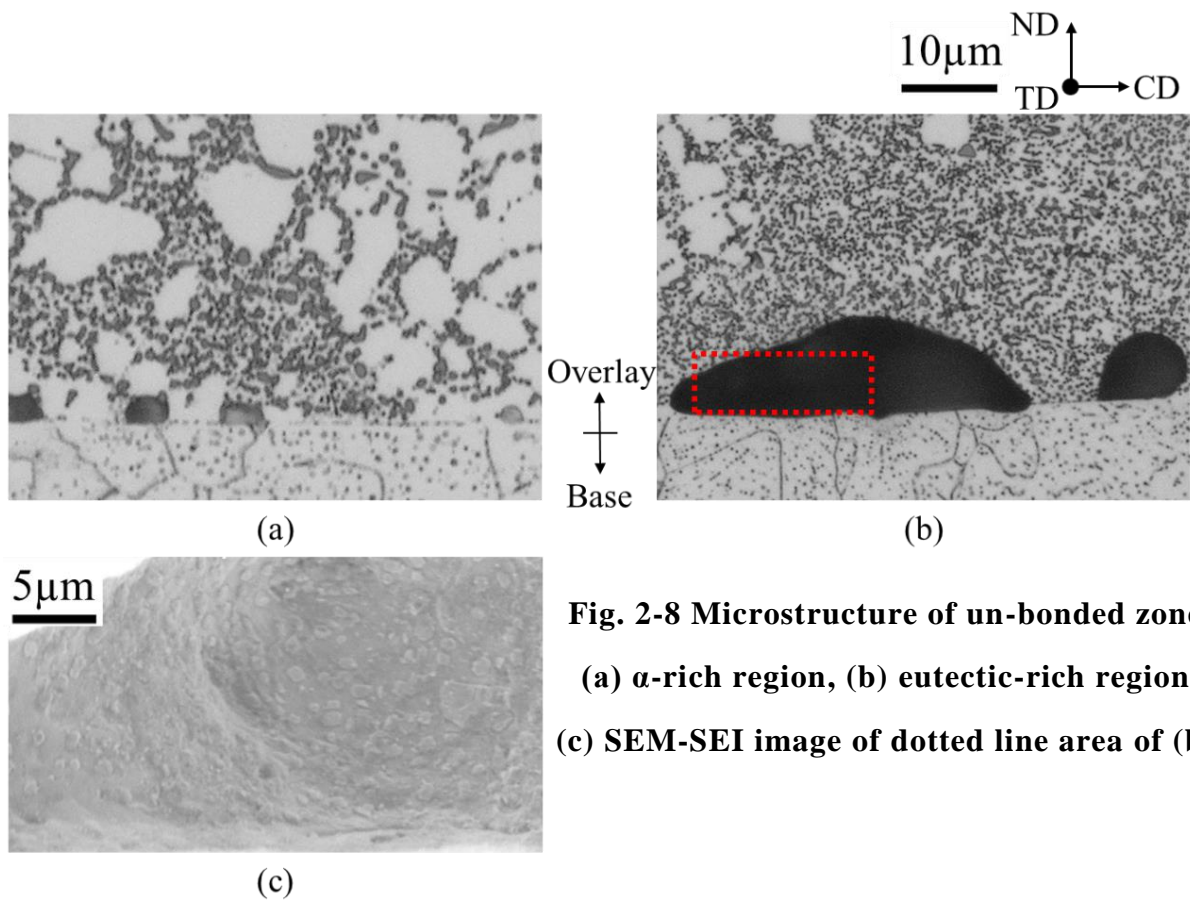 ND
10μm
TD
CD
Overlay
Base
(a)
(b)
5μm
(c)
Fig. 2-8 Microstructure of un-bonded zone
(a) α-rich region, (b) eutectic-rich region
(c) SEM-SEI image of dotted line area of (b